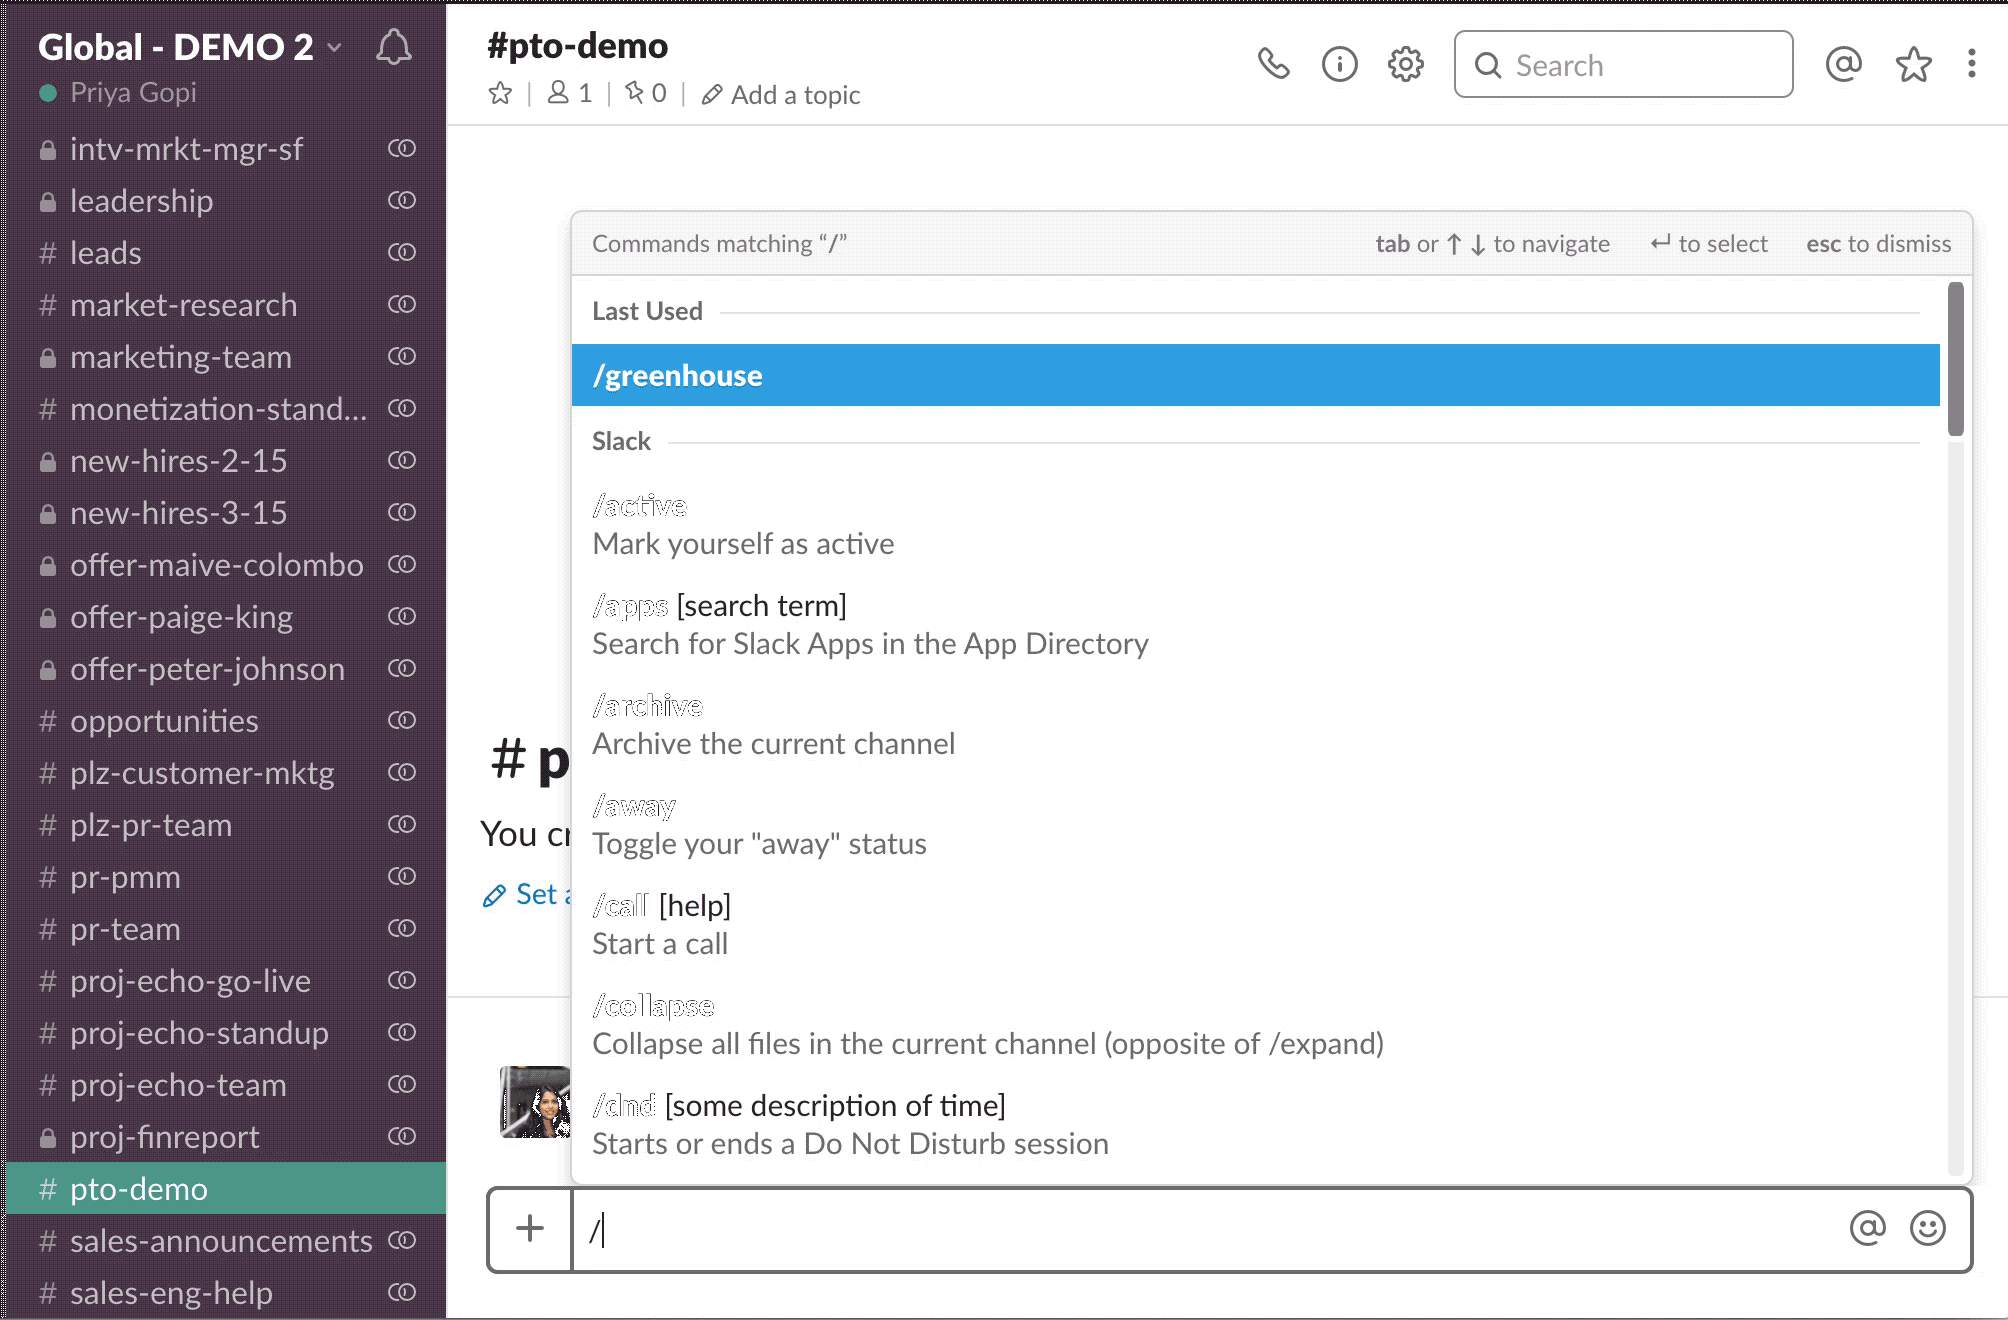 Global - DEMO 2
Priya Gopi
intv-mrkt-mgr-sf
leadership
# leads
# market-research
marketing-team
# monetization-stand...
new-hires-2-15
new-hires-3-15
offer-maive-colombo
offer-paige-king
offer-peter-johnson
# opportunities
# plz-customer-mktg
# plz-pr-team
# pr-pmm
# pr-team
# proj-echo-go-live
# proj-echo-standup
# proj-echo-team
proj-finreport
# pto-demo
# sales-announcements
# sales-eng-help
#pto-demo
1 | 0 | Add a topic
Search
Commands matching “/” tab or ↑ ↓ to navigate ↵ to select esc to dismiss
Last Used
/greenhouse
Slack
/active
Mark yourself as active
/apps [search term]
Search for Slack Apps in the App Directory
/archive
Archive the current channel
/away
Toggle your "away" status
/call [help]
Start a call
/collapse
Collapse all files in the current channel (opposite of /expand)
/dnd [some description of time]
Starts or ends a Do Not Disturb session
# p
You cr
Set a
/